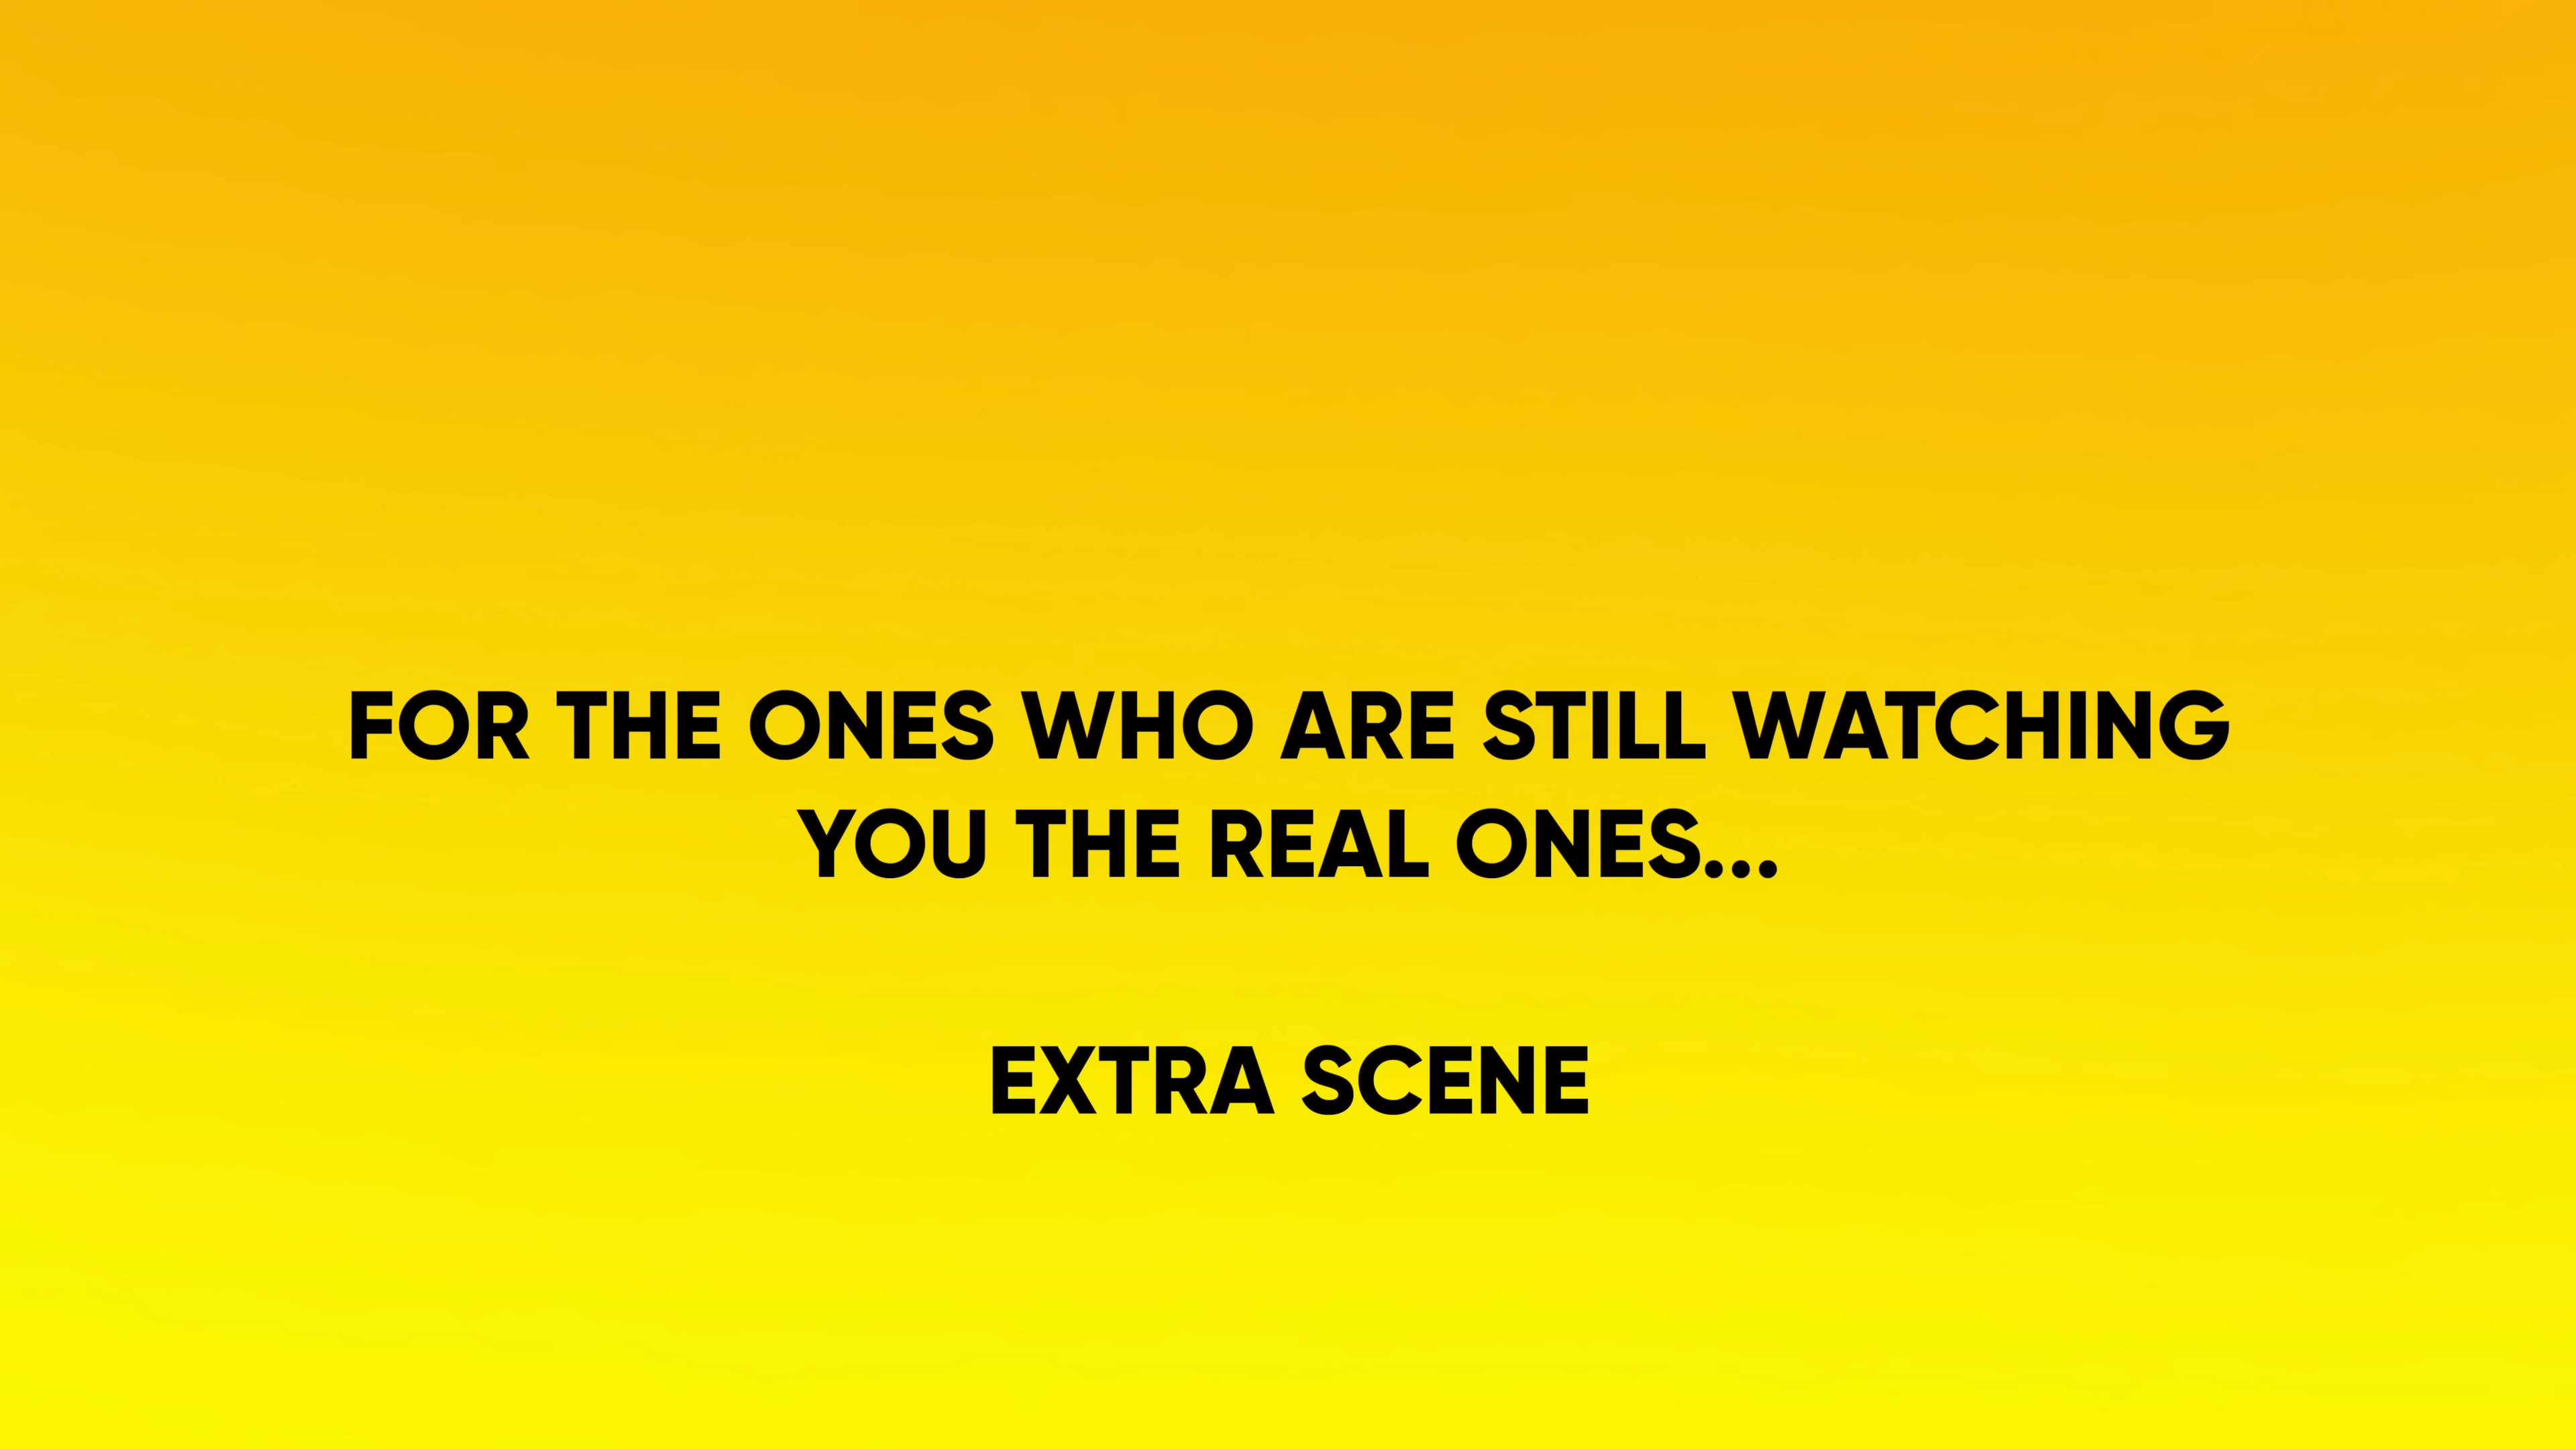 FOR THE ONES WHO ARE STILL WATCHING
YOU THE REAL ONES...
EXTRA SCENE